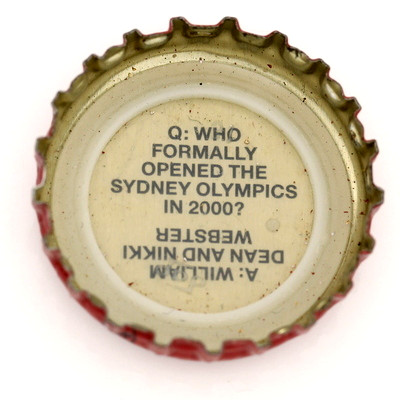 Q: WHO
FORMALLY
OPENED THE
SYDNEY OLYMPICS
IN 2000?
A: WILLIAM
DEAN AND NIKKI
WEBSTER